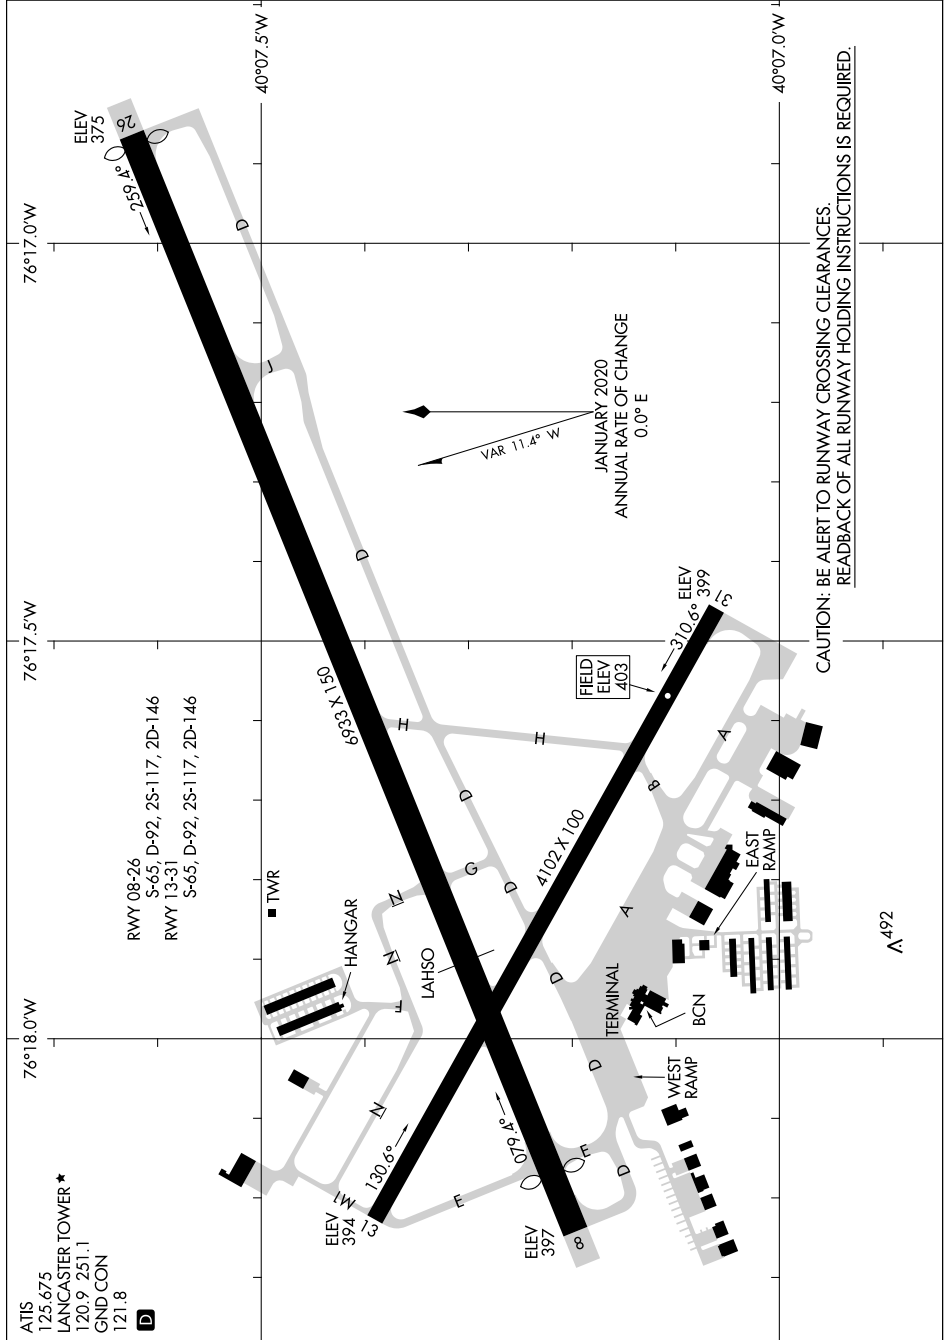 ATIS
125.675
LANCASTER TOWER ★
120.9 251.1
GND CON
121.8
D
76°18.0'W
76°17.5'W
76°17.0'W
40°07.5'W
40°07.0'W
RWY 08-26
S-65, D-92, 2S-117, 2D-146
RWY 13-31
S-65, D-92, 2S-117, 2D-146
TWR
HANGAR
LAHSO
ELEV
375
26
259.4°
D
J
D
6933 X 150
H
H
D
G
D
N
N
F
N
M1
130.6°
ELEV
394
13
E
079.4°
E
ELEV
397
8
D
D
D
4102 X 100
B
A
A
FIELD
ELEV
403
310.6°
ELEV
399
31
VAR 11.4° W
JANUARY 2020
ANNUAL RATE OF CHANGE
0.0° E
TERMINAL
BCN
WEST
RAMP
EAST
RAMP
492
CAUTION: BE ALERT TO RUNWAY CROSSING CLEARANCES.
READBACK OF ALL RUNWAY HOLDING INSTRUCTIONS IS REQUIRED.